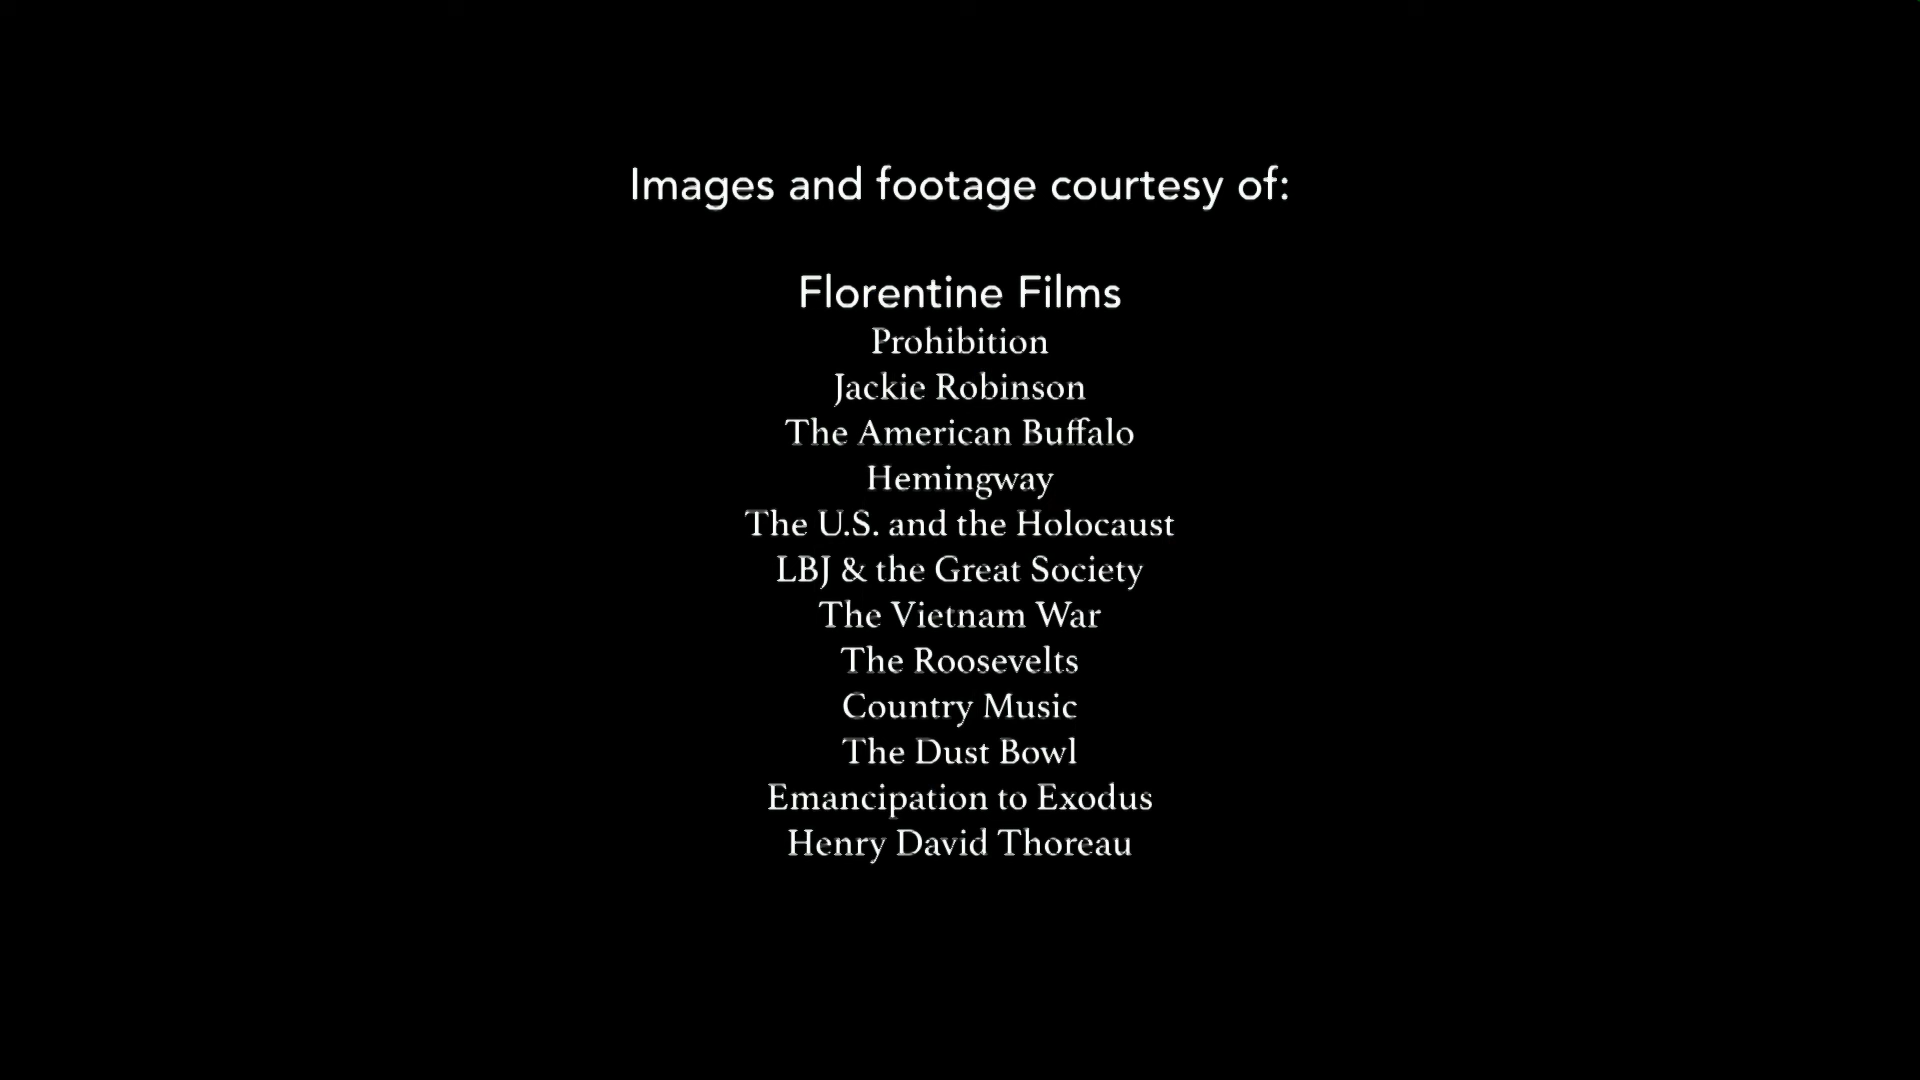 Images and footage courtesy of:
Florentine Films
Prohibition
Jackie Robinson
The American Buffalo
Hemingway
The U.S. and the Holocaust
LBJ & the Great Society
The Vietnam War
The Roosevelts
Country Music
The Dust Bowl
Emancipation to Exodus
Henry David Thoreau